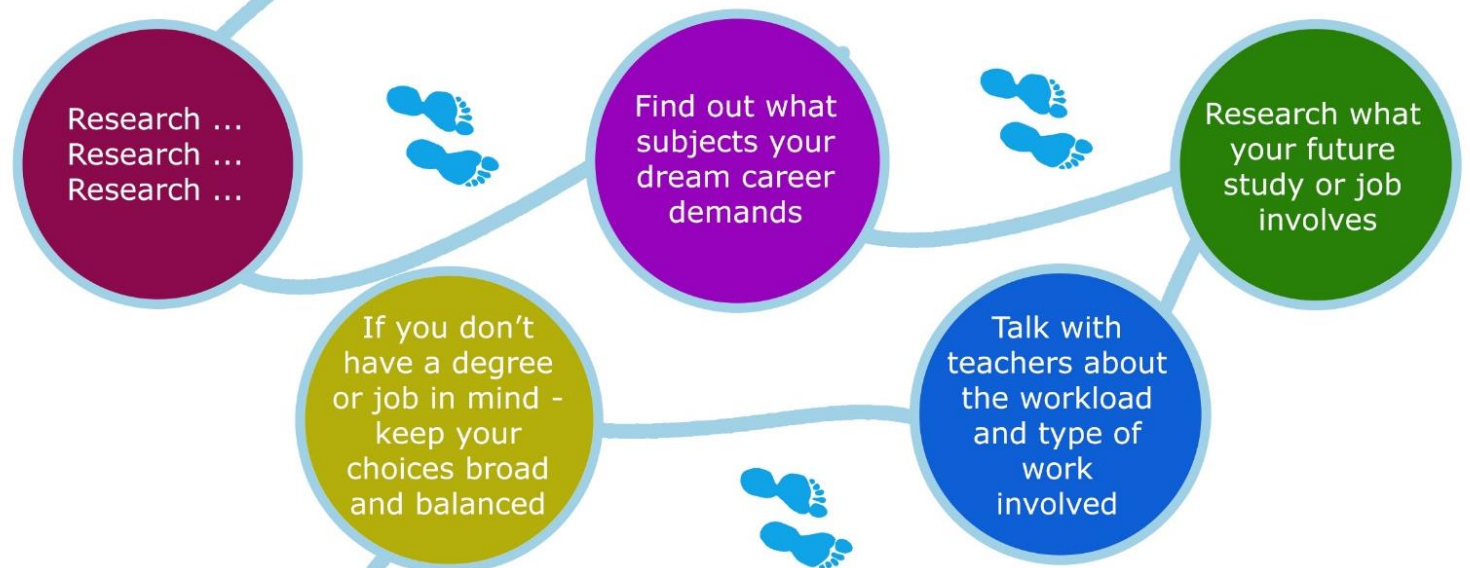 Research ...
Research ...
Research ...
Find out what
subjects your
dream career
demands
Research what
your future
study or job
involves
Talk with
teachers about
the workload
and type of
work
involved
If you don’t
have a degree
or job in mind -
keep your
choices broad
and balanced